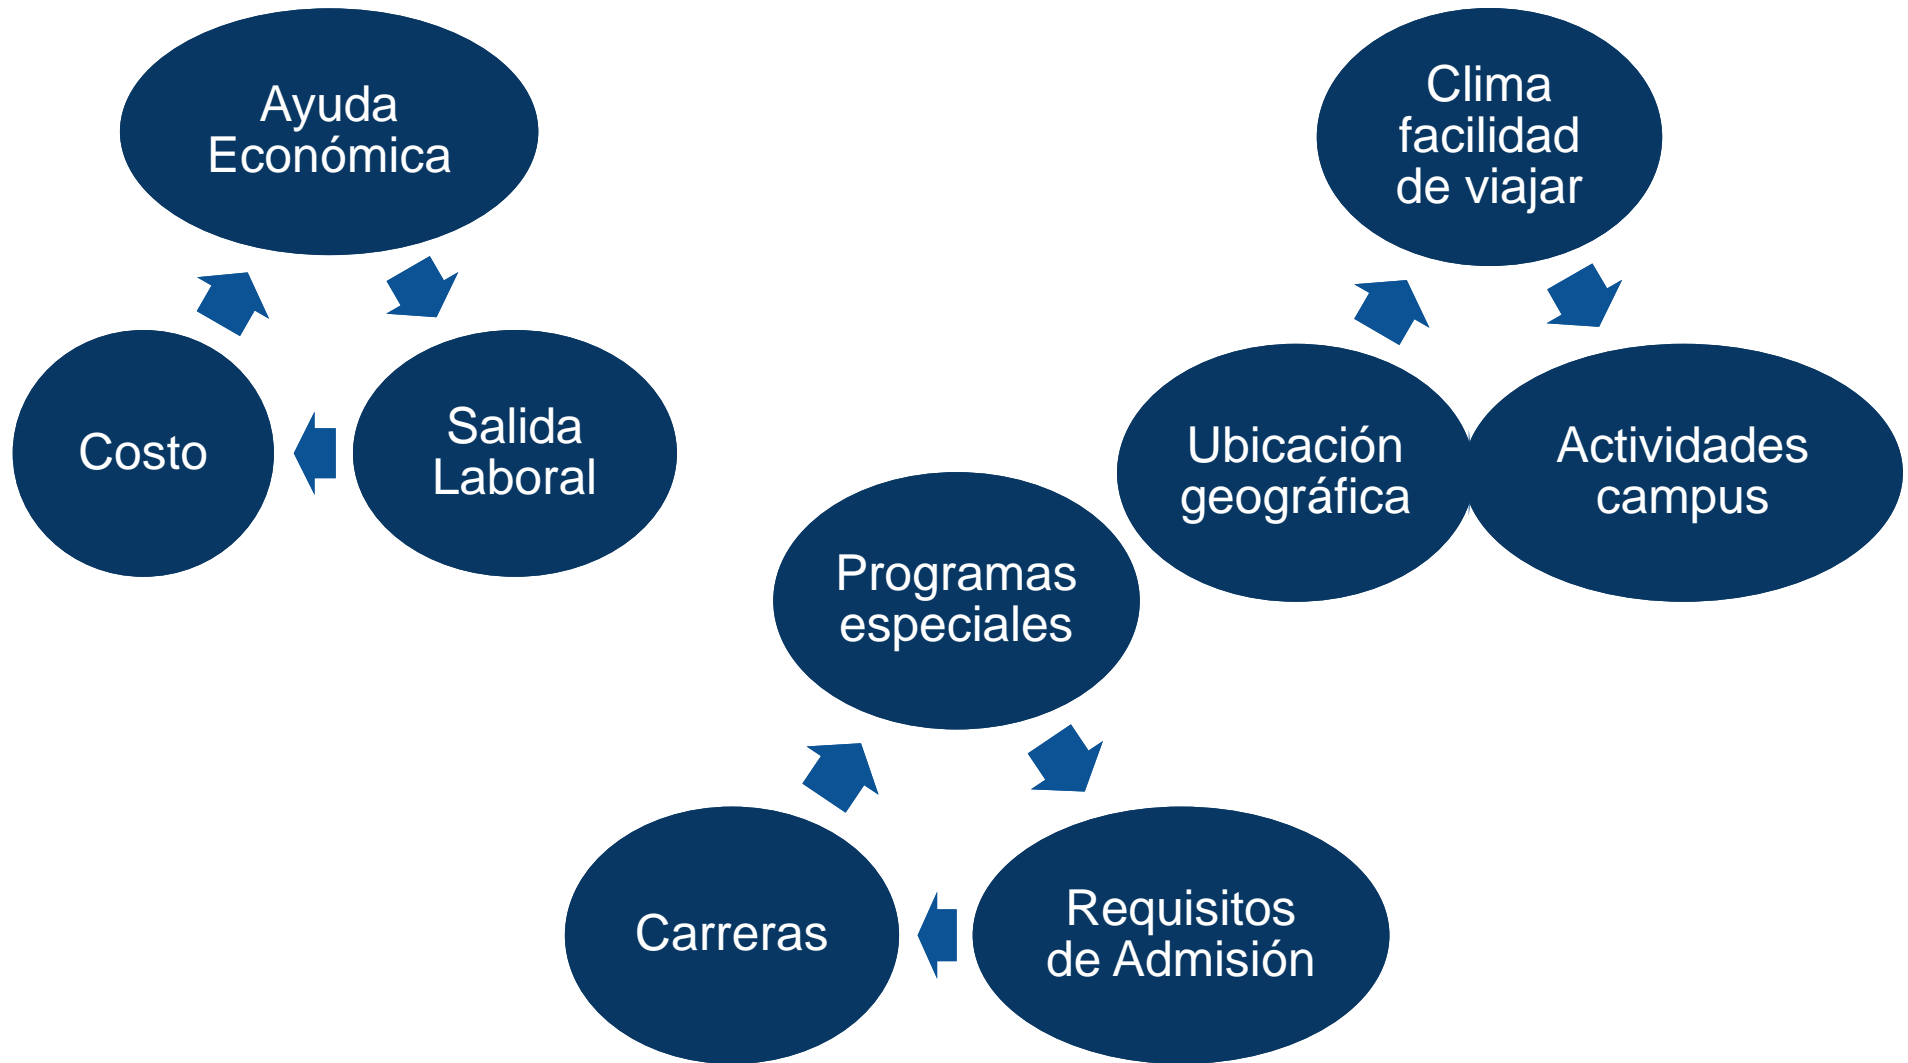 Ayuda
Económica
Costo
Salida
Laboral
Clima
facilidad
de viajar
Ubicación
geográfica
Actividades
campus
Programas
especiales
Carreras
Requisitos
de Admisión